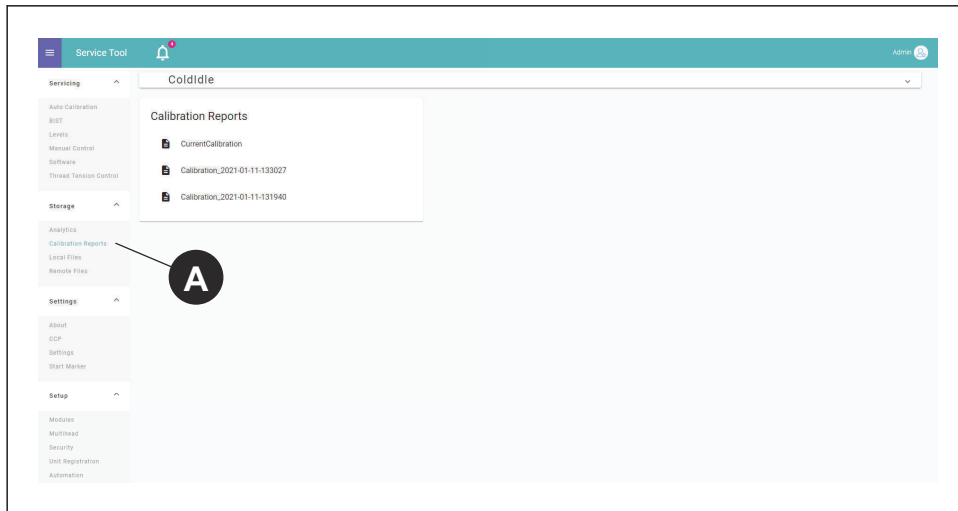 Service Tool
Admin
Servicing
Auto Calibration
BIST
Levels
Manual Control
Software
Thread Tension Control
Storage
Analytics
Calibration Reports
Local Files
Remote Files
Settings
About
CCP
Settings
Start Marker
Setup
Modules
Multihead
Security
Unit Registration
Automation
ColdIdle
Calibration Reports
CurrentCalibration
Calibration_2021-01-11-133027
Calibration_2021-01-11-131940
A